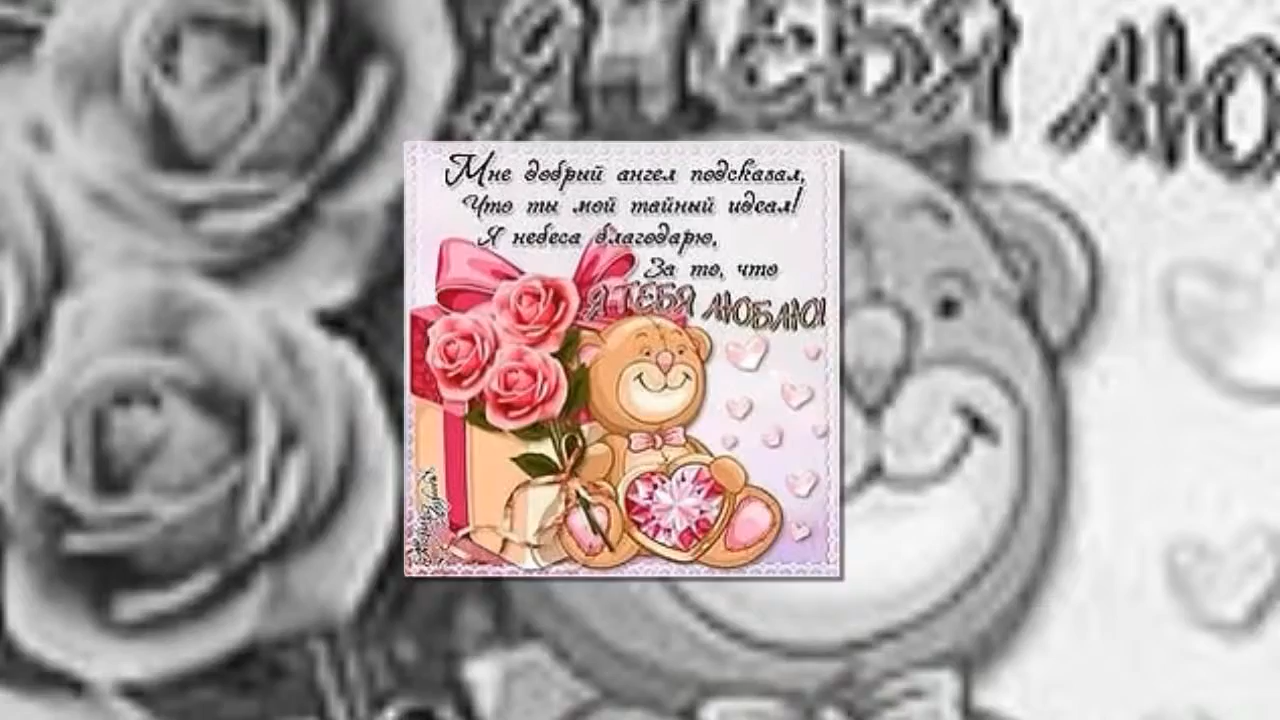 Я ТЕБЯ ЛЮ
Мне добрый ангел подсказал,
Что ты мой тайный идеал!
Я небеса благодарю,
За то, что
Я ТЕБЯ ЛЮБЛЮ!